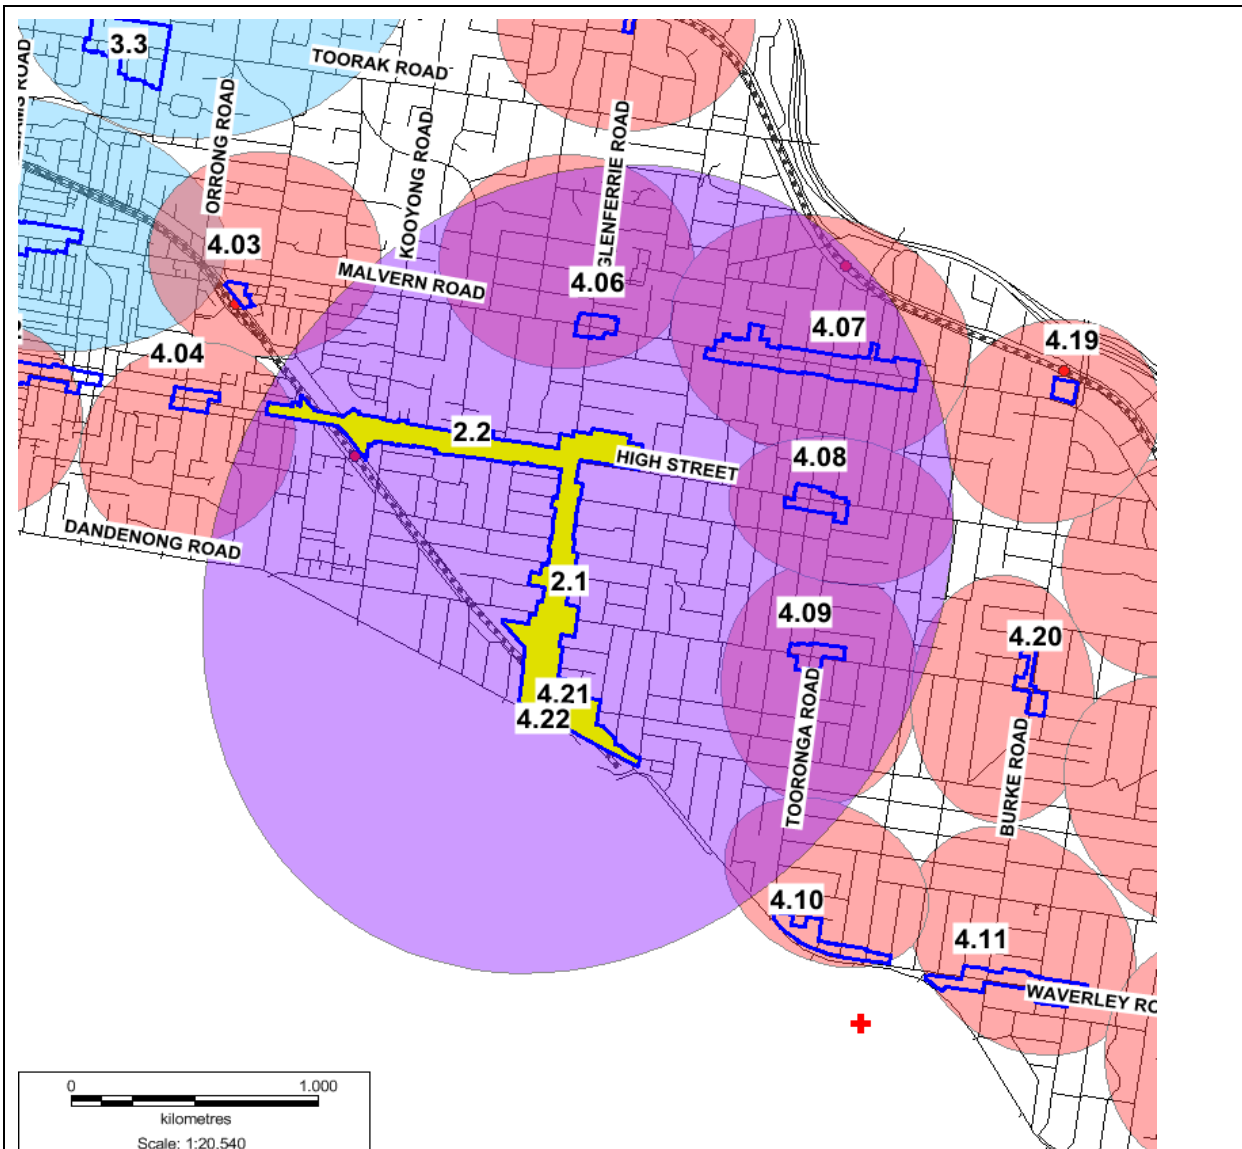 3.3
TOORAK ROAD
ORRONG ROAD
KOOYONG ROAD
GLENFERRIE ROAD
4.03
MALVERN ROAD
4.06
4.07
4.19
4.04
2.2
HIGH STREET
4.08
DANDENONG ROAD
2.1
4.09
4.20
4.21
4.22
TOORONGA ROAD
BURKE ROAD
4.10
4.11
WAVERLEY RO
0 1.000
kilometres
Scale: 1:20,540